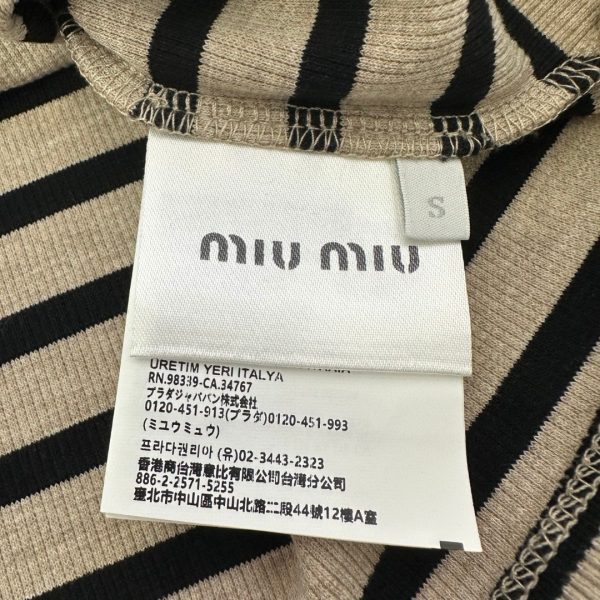 S
miu miu
ÜRETİM YERİ İTALYA
RN.98339-CA.34767
プラダジャパン株式会社
0120-451-913(プラダ)0120-451-993
(ミユウミュウ)
프라다코리아 (유)02-3443-2323
香港商台灣意比有限公司台灣分公司
886-2-2571-5255
臺北市中山區中山北路二段44號12樓A室